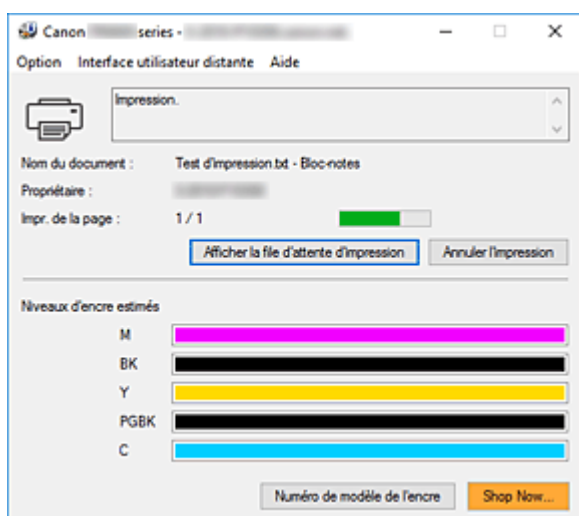 Canon series -
Option Interface utilisateur distante Aide
Impression.
Nom du document : Test d'impression.txt - Bloc-notes
Propriétaire :
Impr. de la page : 1 / 1
Afficher la file d'attente d'impression Annuler l'impression
Niveaux d'encre estimés
M
BK
Y
PGBK
C
Numéro de modèle de l'encre Shop Now...